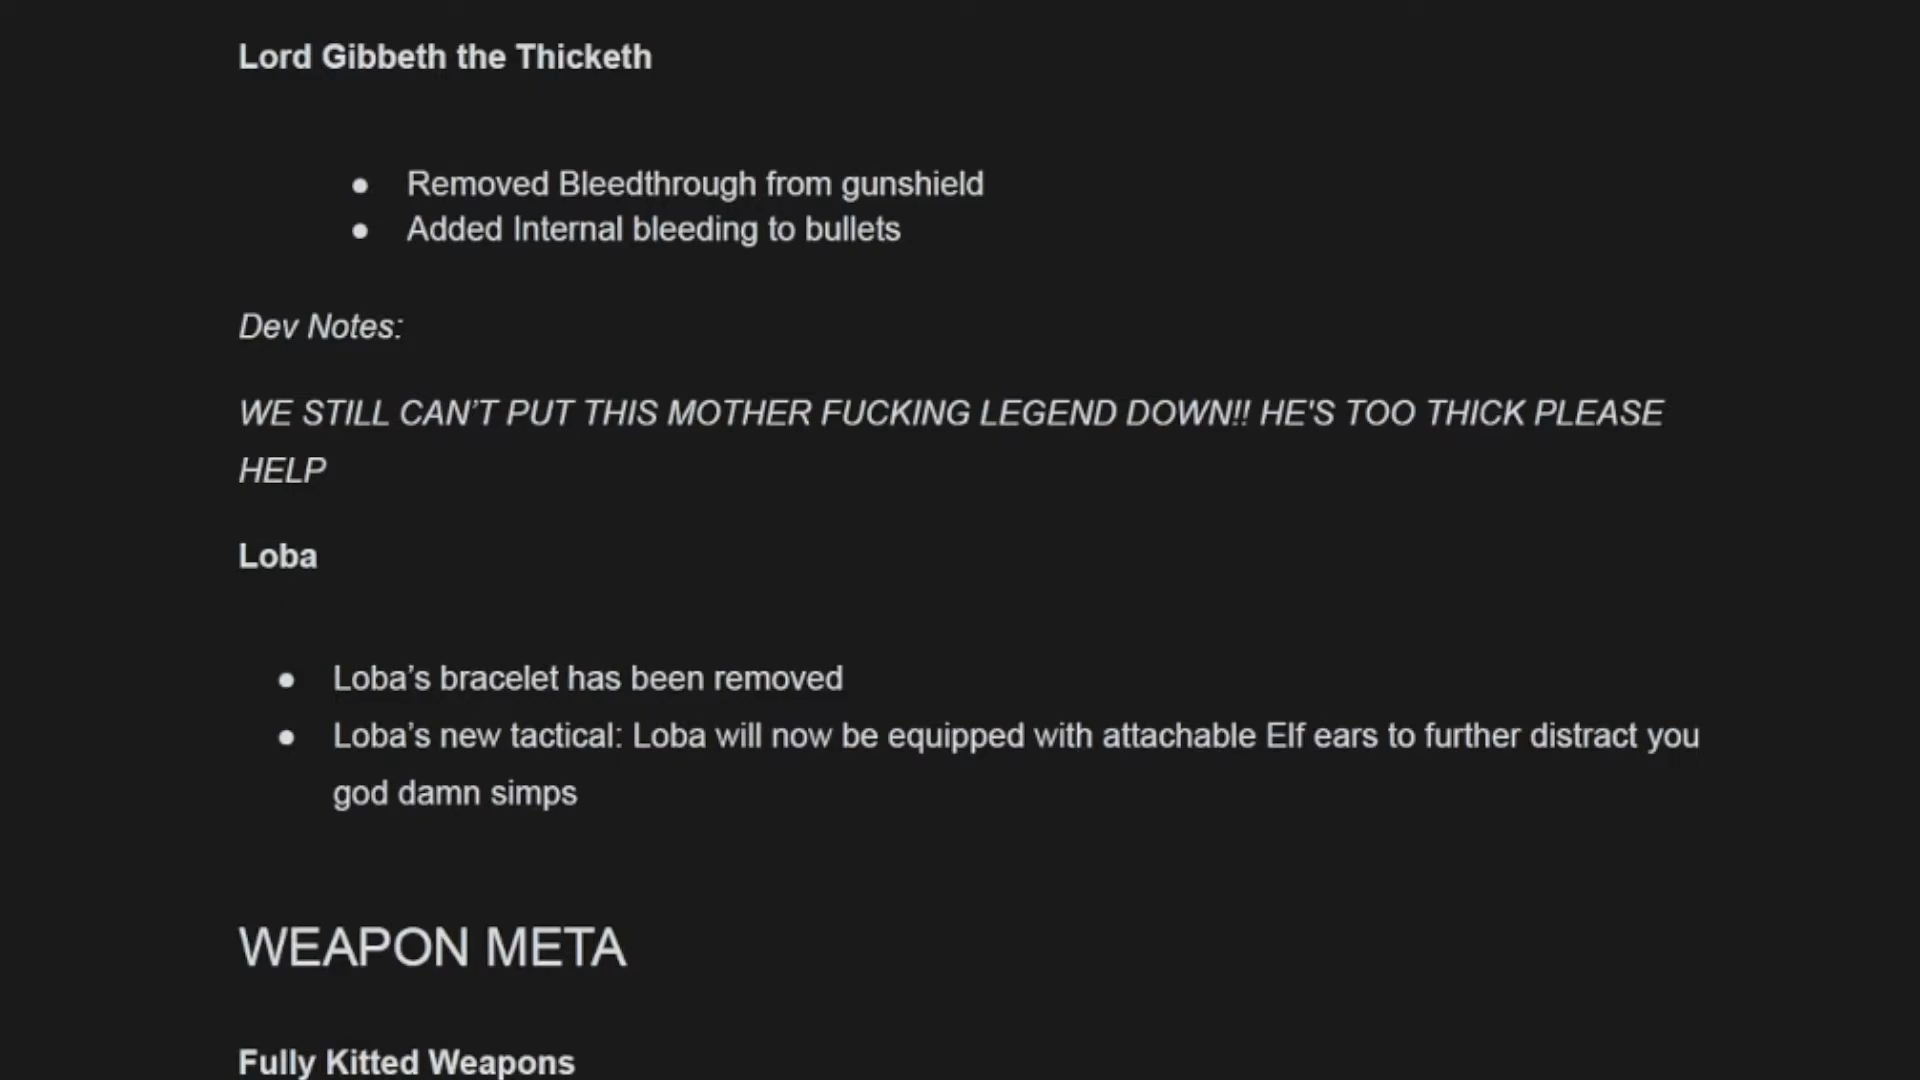 Lord Gibbeth the Thicketh
● Removed Bleedthrough from gunshield
● Added Internal bleeding to bullets
Dev Notes:
WE STILL CAN’T PUT THIS MOTHER FUCKING LEGEND DOWN!! HE'S TOO THICK PLEASE
HELP
Loba
● Loba’s bracelet has been removed
● Loba’s new tactical: Loba will now be equipped with attachable Elf ears to further distract you
god damn simps
WEAPON META
Fully Kitted Weapons